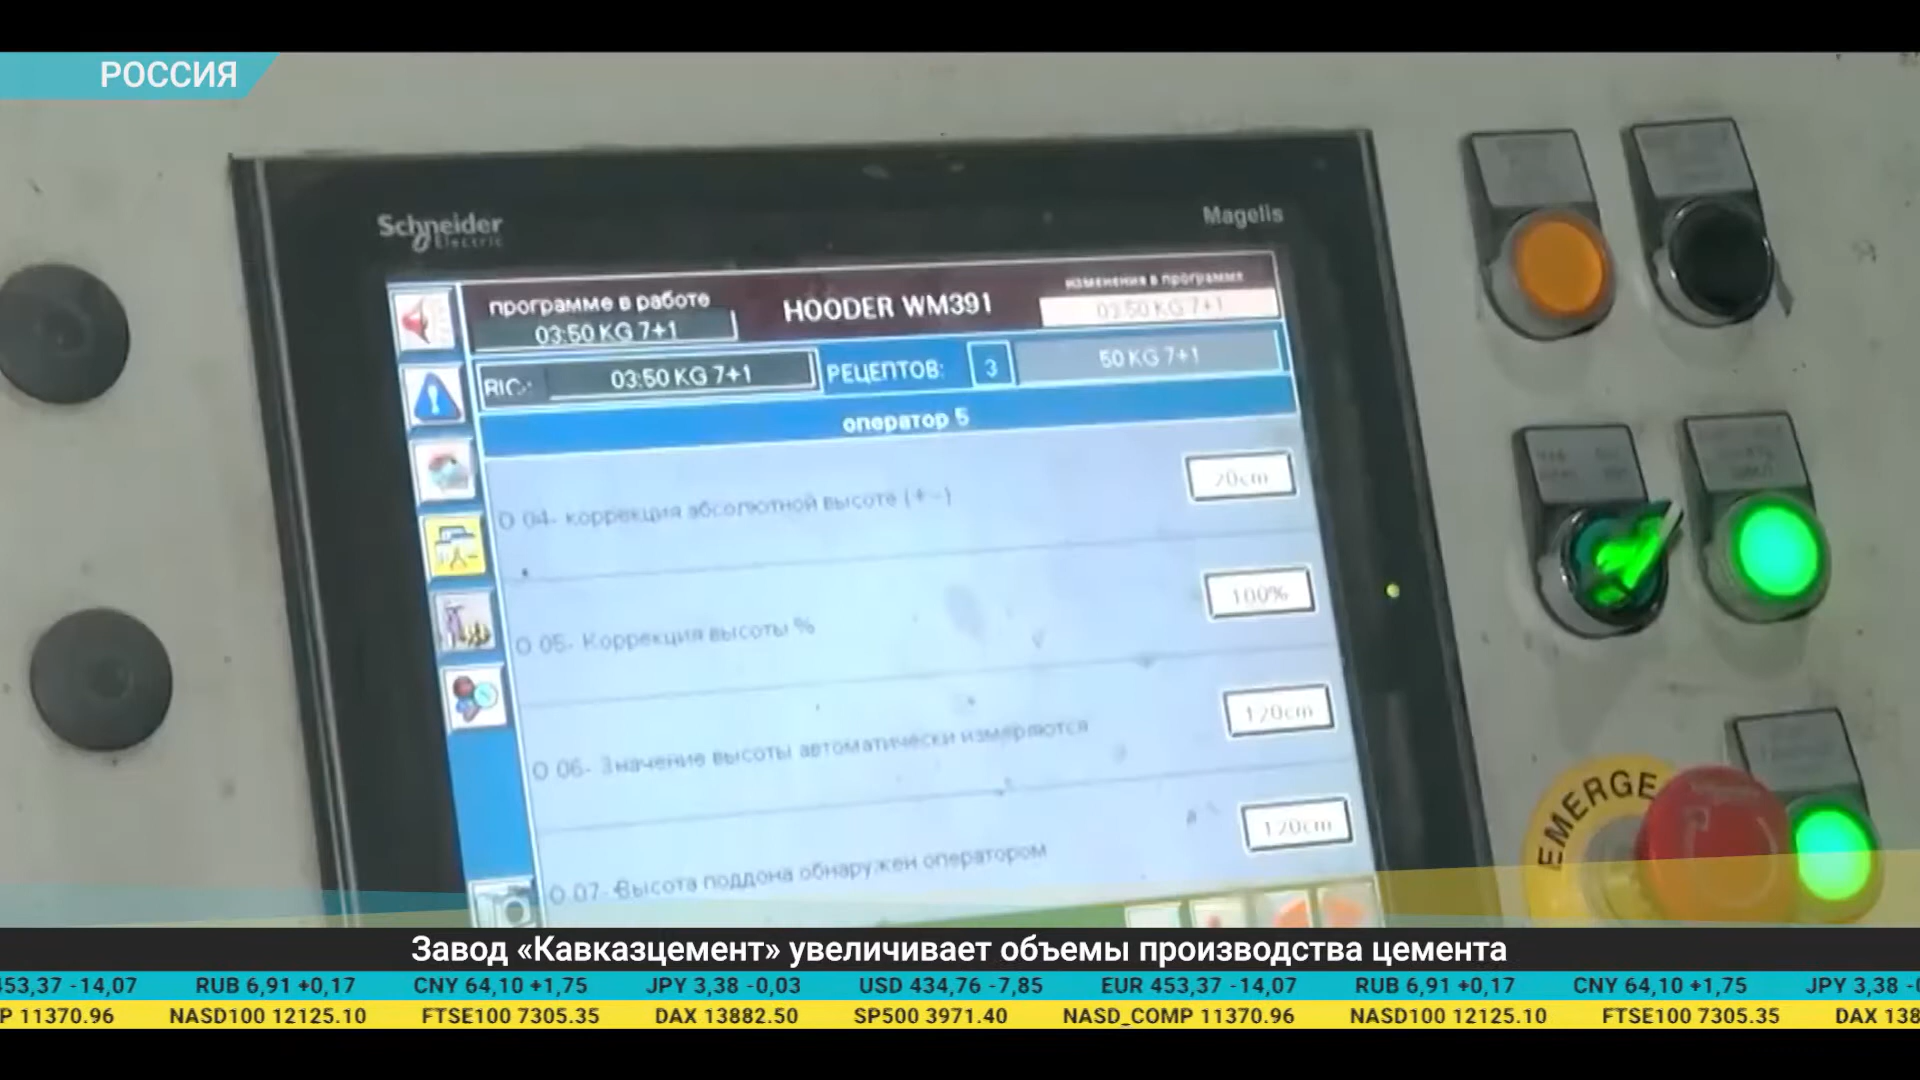 РОССИЯ
Schneider
Electric
Magelis
программе в работе
03:50 KG 7+1
HOODER WM391
изменения в программе
03:50 KG 7+1
RIC.:
03:50 KG 7+1
РЕЦЕПТОВ:
3
50 KG 7+1
оператор 5
O 04- коррекция абсолютной высоте (+ -)
20cm
O 05- Коррекция высоты %
100%
O 06- Значение высоты автоматически измеряются
120cm
O 07- Высота поддона обнаружен оператором
120cm
EMERGE
Завод «Кавказцемент» увеличивает объемы производства цемента
453,37 -14,07 RUB 6,91 +0,17 CNY 64,10 +1,75 JPY 3,38 -0,03 USD 434,76 -7,85 EUR 453,37 -14,07 RUB 6,91 +0,17 CNY 64,10 +1,75 JPY 3,38 -0
P 11370.96 NASD100 12125.10 FTSE100 7305.35 DAX 13882.50 SP500 3971.40 NASD_COMP 11370.96 NASD100 12125.10 FTSE100 7305.35 DAX 138